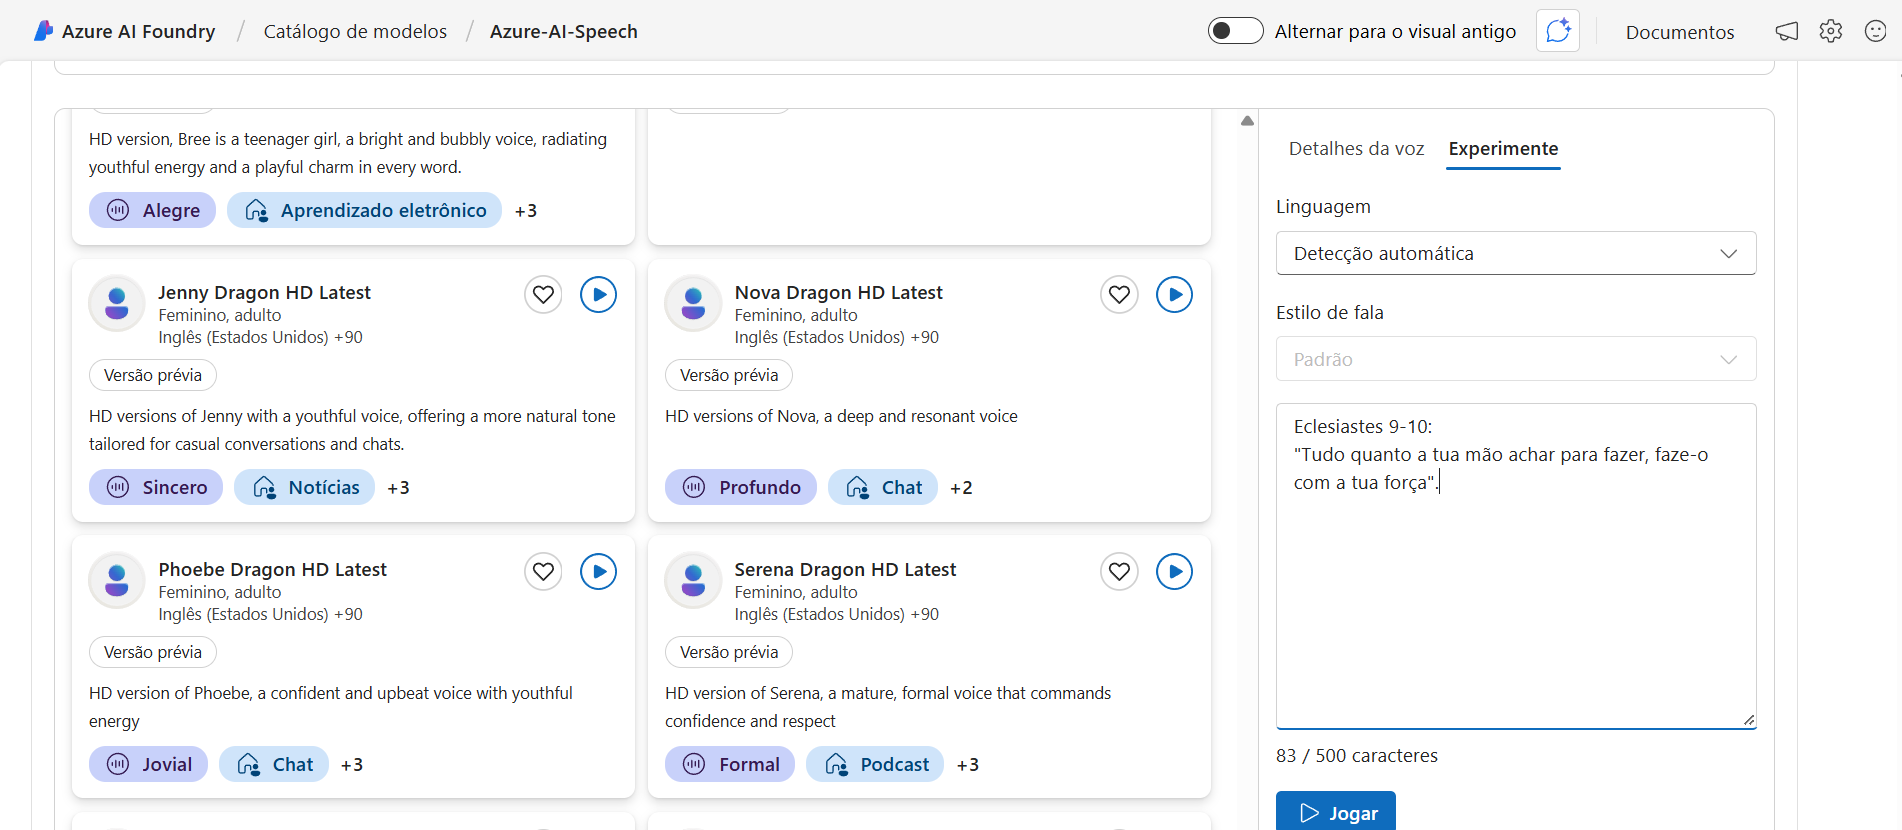 Azure AI Foundry / Catálogo de modelos / Azure-AI-Speech
Alternar para o visual antigo
Documentos
HD version, Bree is a teenager girl, a bright and bubbly voice, radiating
youthful energy and a playful charm in every word.
Alegre
Aprendizado eletrônico
+3
Jenny Dragon HD Latest
Feminino, adulto
Inglês (Estados Unidos) +90
Versão prévia
HD versions of Jenny with a youthful voice, offering a more natural tone
tailored for casual conversations and chats.
Sincero
Notícias
+3
Nova Dragon HD Latest
Feminino, adulto
Inglês (Estados Unidos) +90
Versão prévia
HD versions of Nova, a deep and resonant voice
Profundo
Chat
+2
Phoebe Dragon HD Latest
Feminino, adulto
Inglês (Estados Unidos) +90
Versão prévia
HD version of Phoebe, a confident and upbeat voice with youthful
energy
Jovial
Chat
+3
Serena Dragon HD Latest
Feminino, adulto
Inglês (Estados Unidos) +90
Versão prévia
HD version of Serena, a mature, formal voice that commands
confidence and respect
Formal
Podcast
+3
Detalhes da voz
Experimente
Linguagem
Detecção automática
Estilo de fala
Padrão
Eclesiastes 9-10:
"Tudo quanto a tua mão achar para fazer, faze-o
com a tua força".
83 / 500 caracteres
Jogar